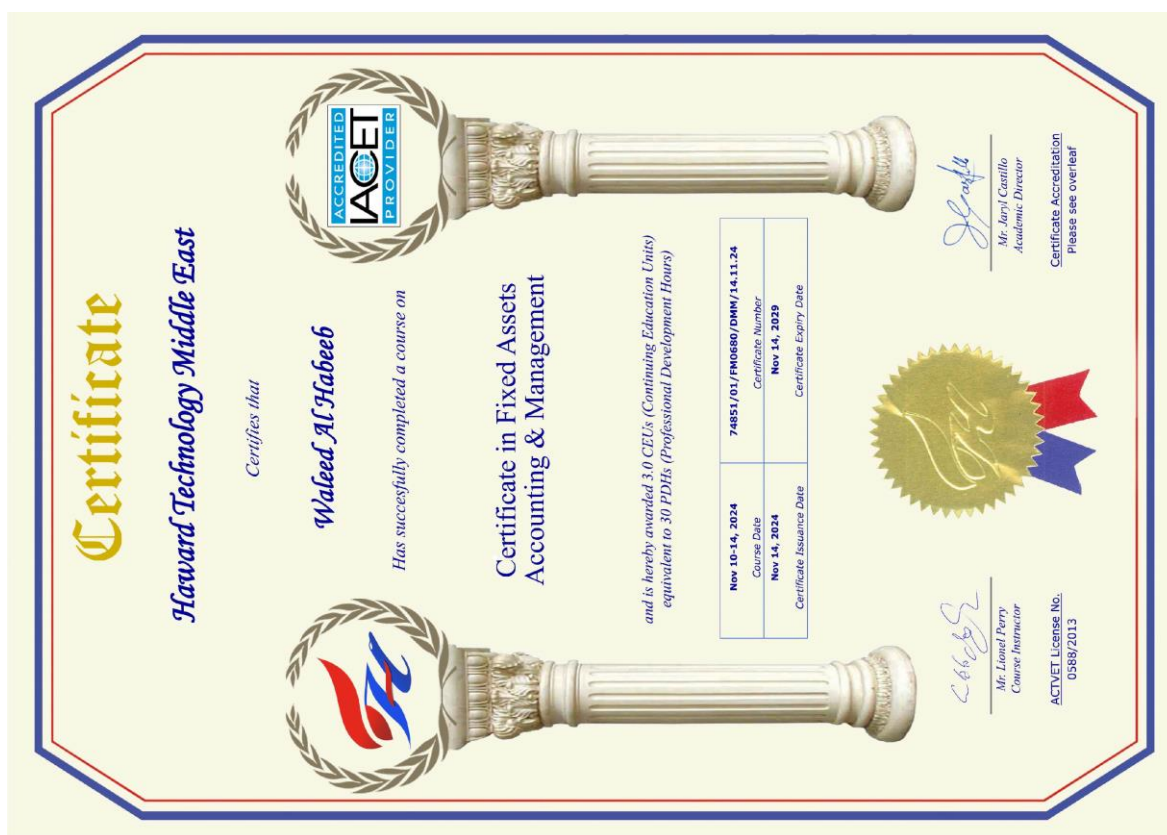 Certificate
Haward Technology Middle East
Certifies that
Waleed Al Habeeb
Has succesfully completed a course on
ACCREDITED
IACET
PROVIDER
Certificate in Fixed Assets
Accounting & Management
and is hereby awarded 3.0 CEUs (Continuing Education Units)
equivalent to 30 PDHs (Professional Development Hours)
Nov 10-14, 2024
Course Date
74851/01/FM0680/DMM/14.11.24
Certificate Number
Nov 14, 2024
Certificate Issuance Date
Nov 14, 2029
Certificate Expiry Date
Mr. Lionel Perry
Course Instructor
Mr. Jaryl Castillo
Academic Director
ACTVET License No.
0588/2013
Certificate Accreditation
Please see overleaf